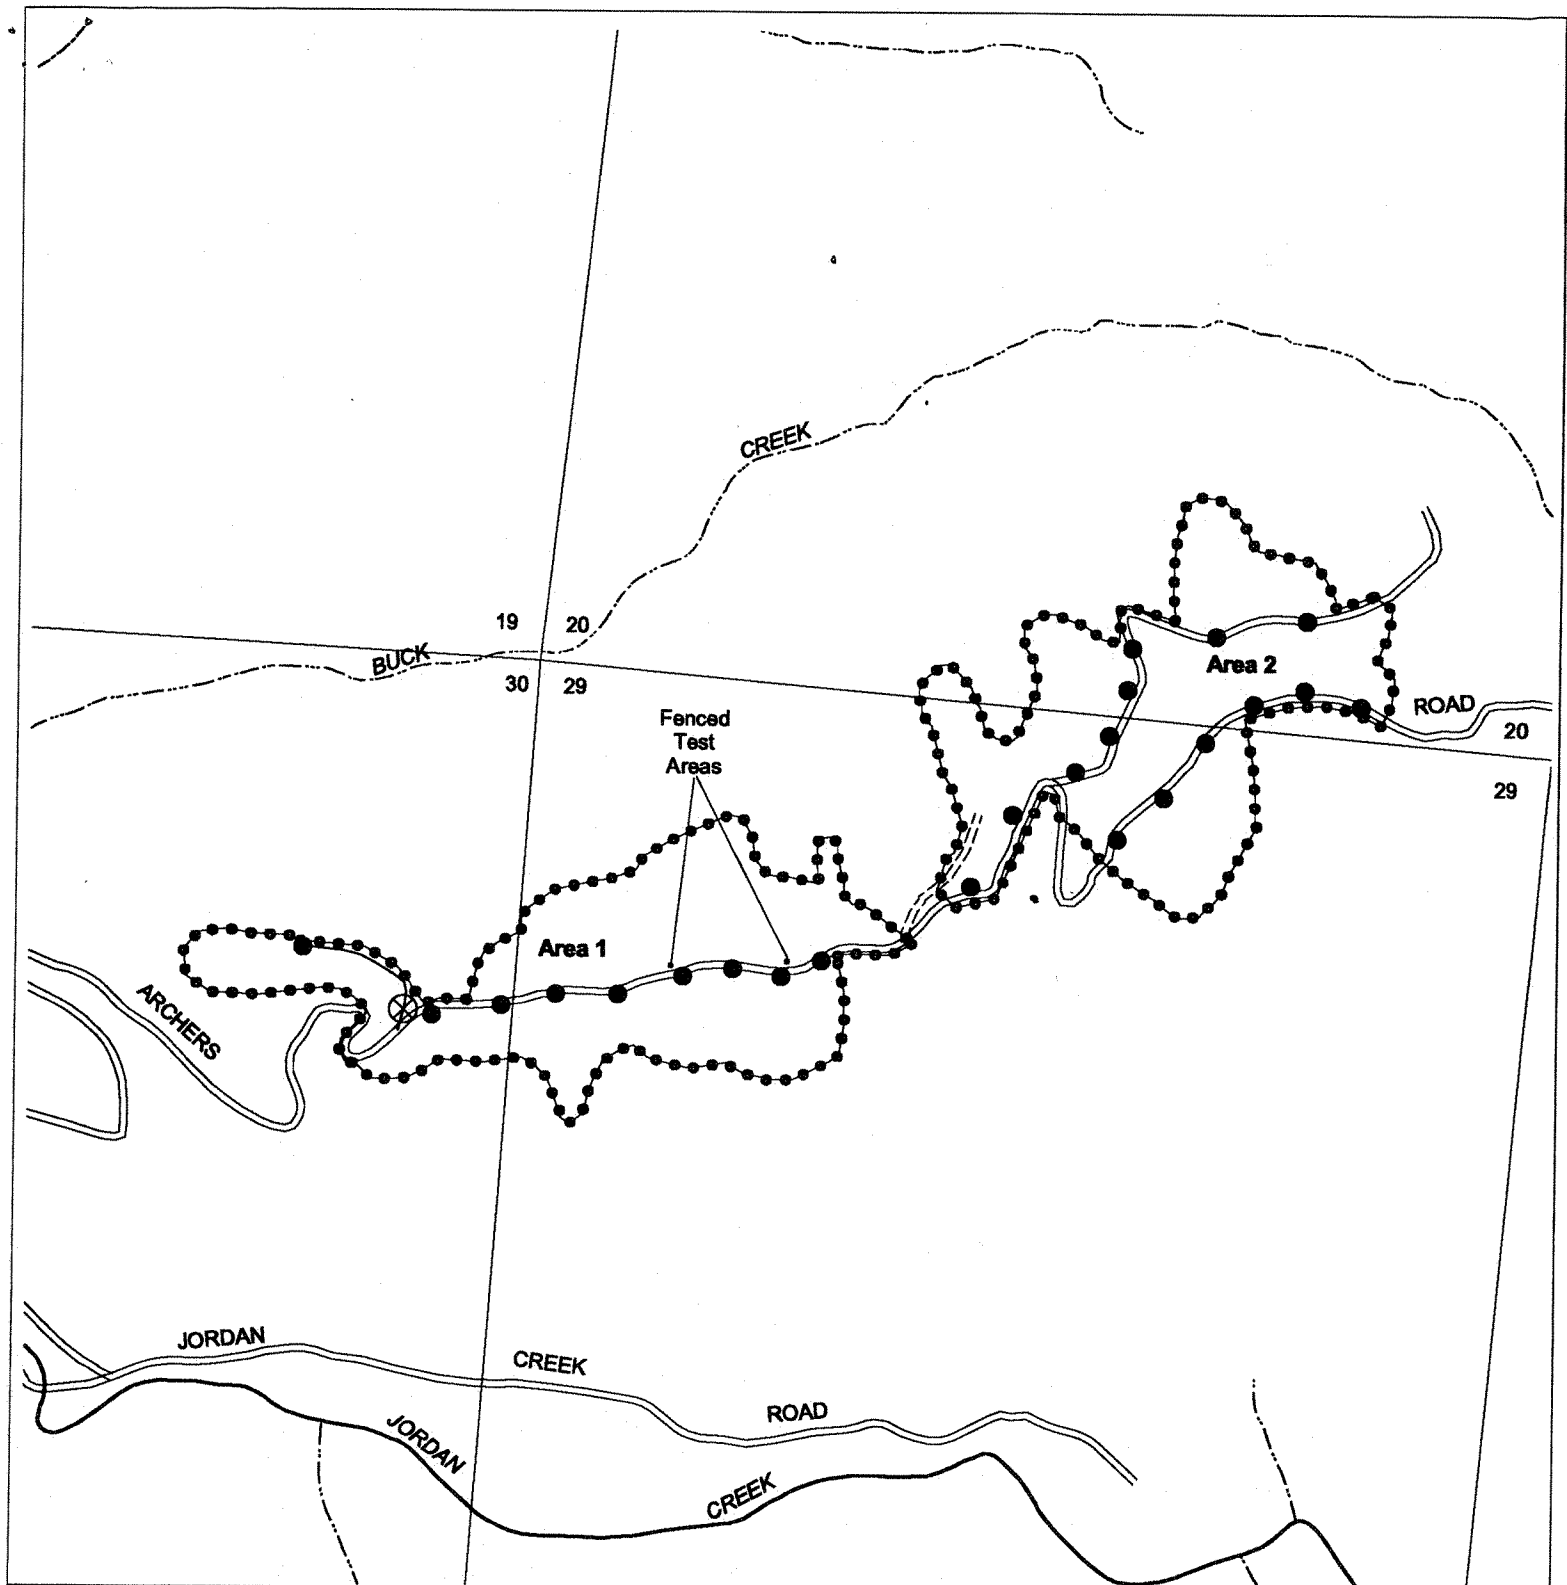 CREEK
19 20
BUCK
30 29
Fenced
Test
Areas
Area 2
ROAD
20
29
Area 1
ARCHERS
JORDAN
CREEK
ROAD
JORDAN
CREEK